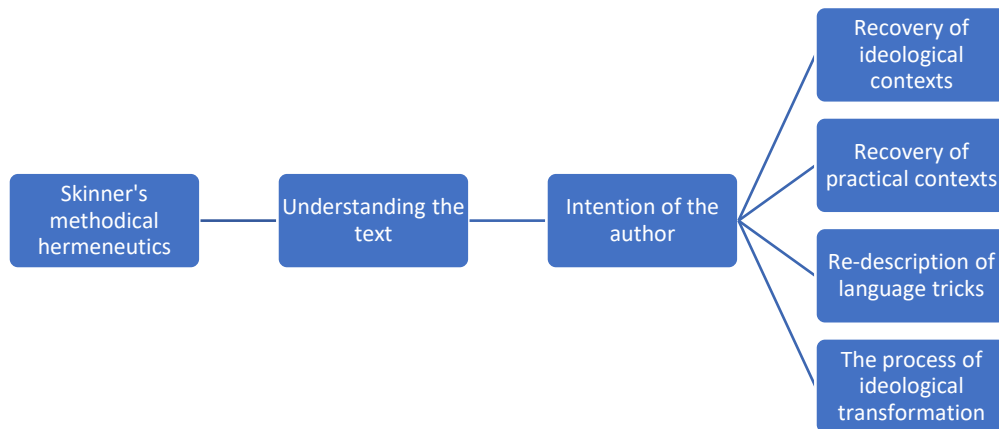 Skinner's
methodical
hermeneutics
Understanding the
text
Intention of the
author
Recovery of
ideological
contexts
Recovery of
practical contexts
Re-description of
language tricks
The process of
ideological
transformation